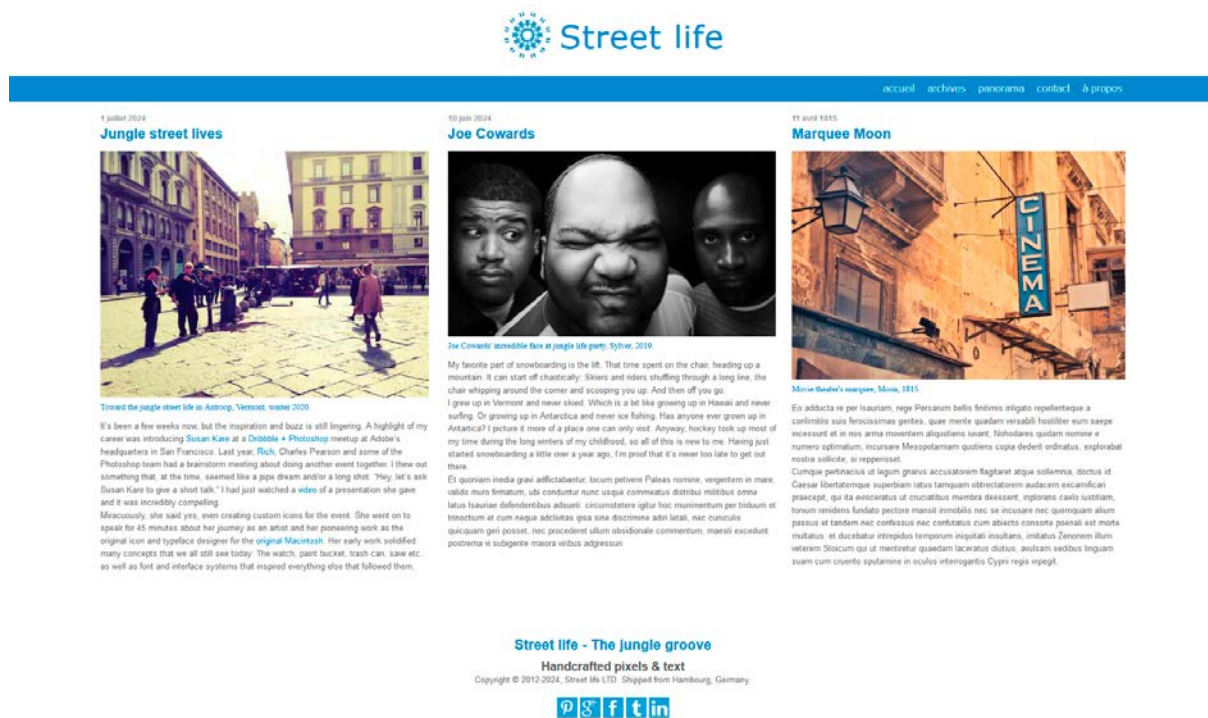 Street life
accueil archives panorama contact à propos
1 juillet 2024
Jungle street lives
Toward the jungle street life in Antroop, Vermont, winter 2020.
It's been a few weeks now, but the inspiration and buzz is still lingering. A highlight of my
career was introducing Susan Kare at a Dribbble + Photoshop meetup at Adobe's
headquarters in San Francisco. Last year, Rich, Charles Pearson and some of the
Photoshop team had a brainstorm meeting about doing another event together. I threw out
something that, at the time, seemed like a pipe dream and/or a long shot. "Hey, let's ask
Susan Kare to give a short talk." I had just watched a video of a presentation she gave
and it was incredibly compelling.
Miracuously, she said yes, even creating custom icons for the event. She went on to
speak for 45 minutes about her journey as an artist and her pioneering work as the
original icon and typeface designer for the original Macintosh. Her early work solidified
many concepts that we all still see today: The watch, paint bucket, trash can, save etc.
as well as font and interface systems that inspired everything else that followed them.
10 juin 2024
Joe Cowards
Joe Cowards' incredible face at jungle life party, Sylver, 2019.
My favorite part of snowboarding is the lift. That time spent on the chair, heading up a
mountain. It can start off chaotically: Skiers and riders shuffling through a long line, the
chair whipping around the corner and scooping you up. And then off you go.
I grew up in Vermont and never skied. Which is a bit like growing up in Hawaii and never
surfing. Or growing up in Antarctica and never ice fishing. Has anyone ever grown up in
Antartica? I picture it more of a place one can only visit. Anyway, hockey took up most of
my time during the long winters of my childhood, so all of this is new to me. Having just
started snowboarding a little over a year ago, I'm proof that it's never too late to get out
there.
Et quoniam inedia gravi adflictabantur, locum petivere Paleas nomine, vergentem in mare,
valido muro firmatum, ubi conduntur nunc usque commeatus distribui militibus omne
latus Isauriae defendentibus adsueti. circumstetere igitur hoc munimentum per triduum et
trinoctium et cum neque adclivitas ipsa sine discrimine adiri letali, nec cuniculis
quicquam geri posset, nec procederet ullum obsidionale commentum, maesti excedunt
postrema vi subigente maiora viribus adgressuri.
11 avril 1815
Marquee Moon
CINEMA
Movie theater's marquee, Moon, 1815.
Eo adducta re per Isauriam, rege Persarum bellis finitimis inligato repellenteque a
conlimitiis suis ferocissimas gentes, quae mente quadam versabili hostiliter eum saepe
incessunt et in nos arma moventem aliquotiens iuvant, Nohodares quidam nomine e
numero optimatum, incursare Mesopotamiam quotiens copia dederit ordinatus, explorabat
nostra sollicite, si repperisset.
Cumque pertinacius ut legum gnarus accusatorem flagitaret atque sollemnia, doctus id
Caesar libertatemque superbiam ratus tamquam obtrectatorem audacem excarnificari
praecepit, qui ita evisceratus ut cruciatibus membra deessent, inplorans caelo iustitiam,
torvum renidens fundato pectore mansit inmobilis nec se incusare nec quemquam alium
passus et tandem nec confessus nec confutatus cum abiecto consorte poenali est morte
multatus. et ducebatur intrepidus temporum iniquitati insultans, imitatus Zenonem illum
veterem Stoicum qui ut mentiretur quaedam laceratus diutius, avulsam sedibus linguam
suam cum cruento sputamine in oculos interrogantis Cyprii regis inpegit.
Street life - The jungle groove
Handcrafted pixels & text
Copyright © 2012-2024, Street life LTD. Shipped from Hambourg, Germany.